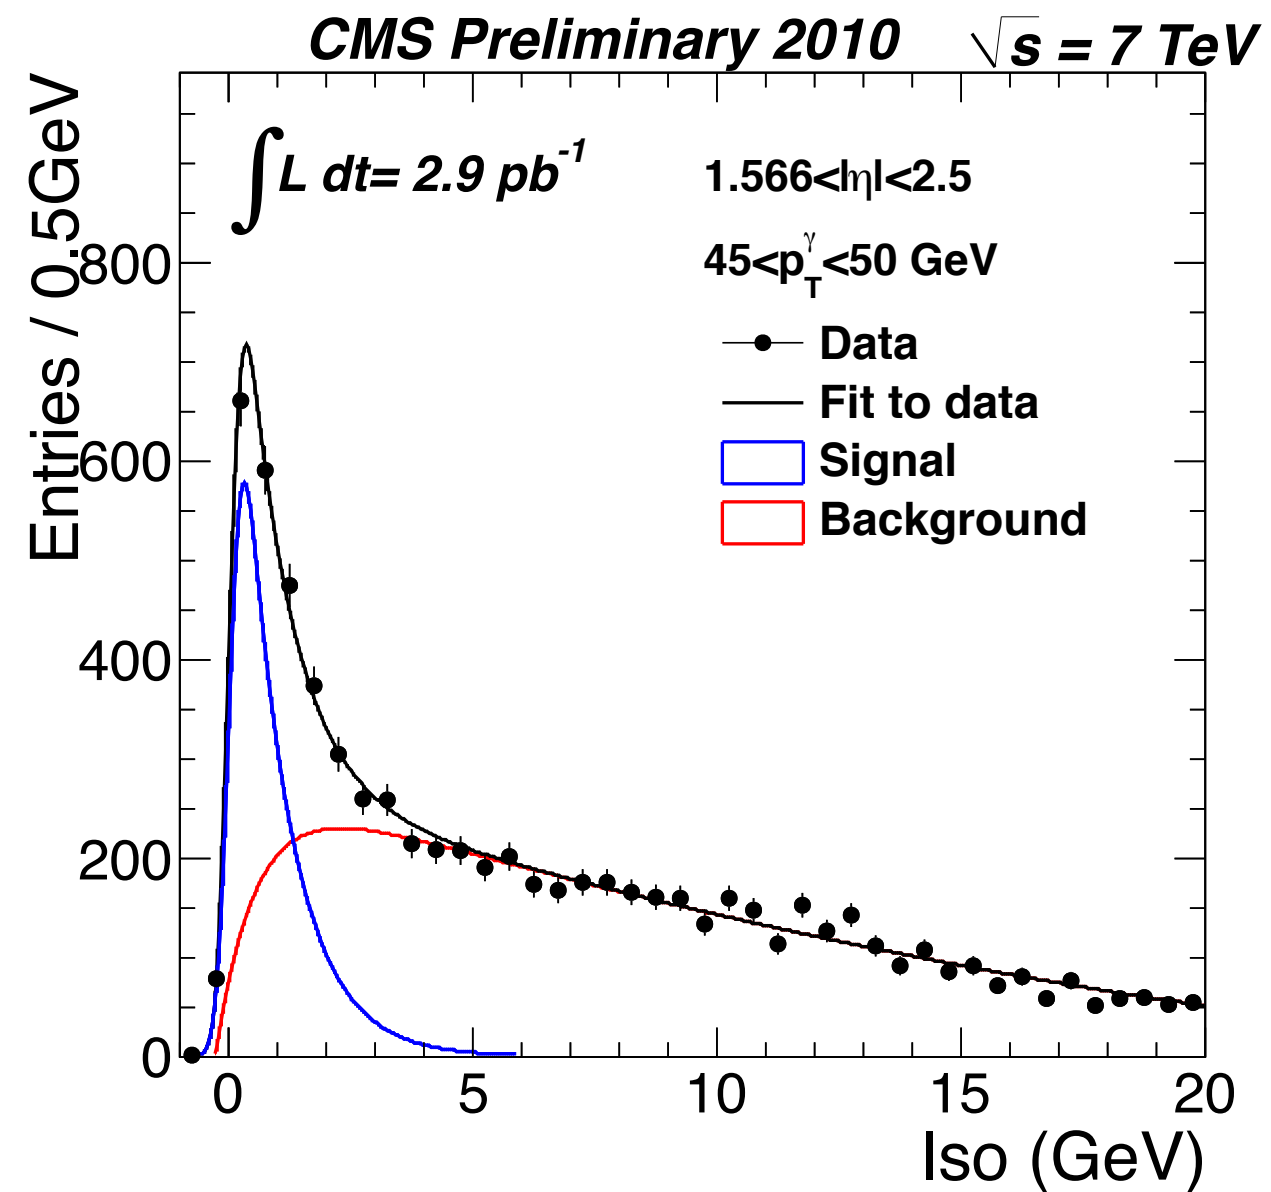 CMS Preliminary 2010 √s = 7 TeV
∫L dt= 2.9 pb⁻¹
1.566<|η|<2.5
45<p_T^γ<50 GeV
Data
Fit to data
Signal
Background
Entries / 0.5GeV
800
600
400
200
0
0 5 10 15 20
Iso (GeV)